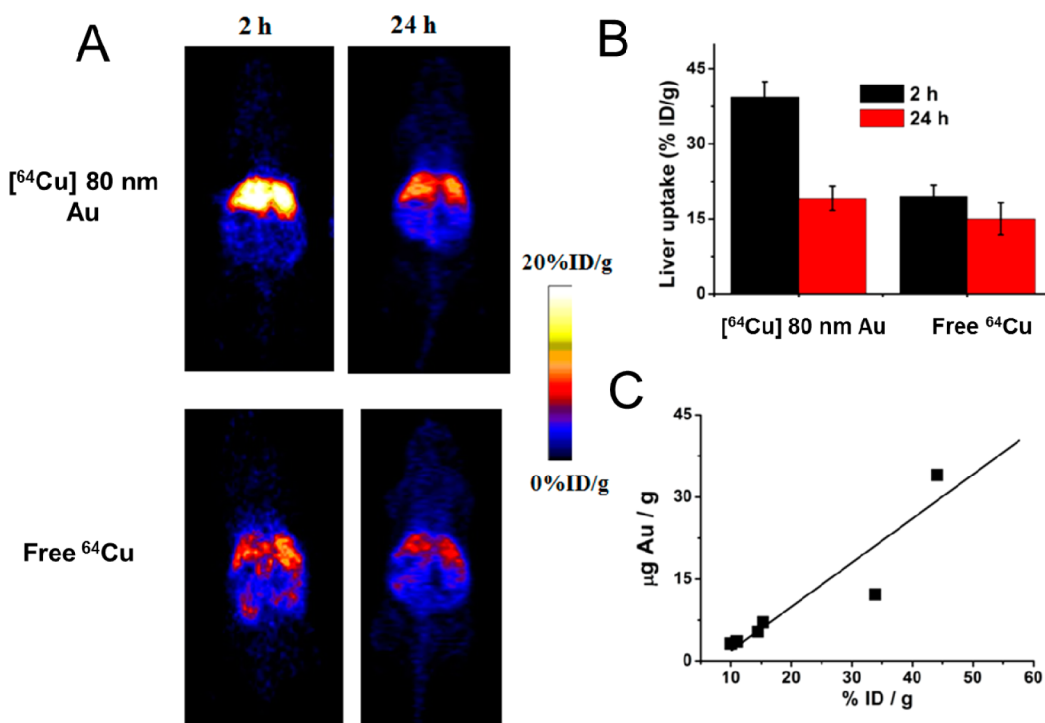 A
2 h
24 h
[⁶⁴Cu] 80 nm
Au
Free ⁶⁴Cu
20%ID/g
0%ID/g
B
Liver uptake (% ID/g)
45
30
15
0
2 h
24 h
[⁶⁴Cu] 80 nm Au
Free ⁶⁴Cu
C
µg Au / g
45
30
15
0
10 20 30 40 50 60
% ID / g